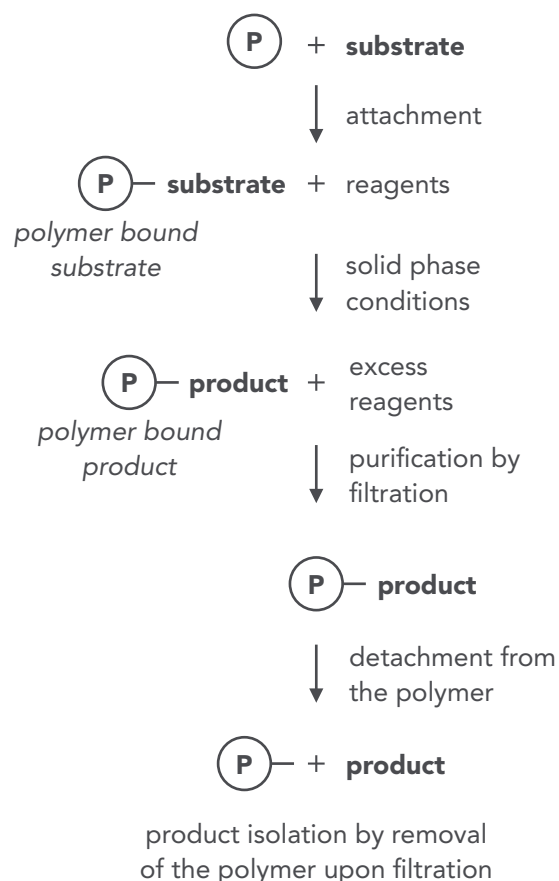 P + substrate
attachment
P substrate + reagents
polymer bound
substrate
solid phase
conditions
P product + excess
reagents
polymer bound
product
purification by
filtration
P product
detachment from
the polymer
P + product
product isolation by removal
of the polymer upon filtration